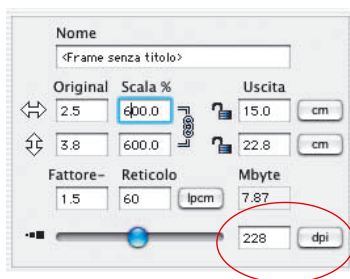 Nome
<Frame senza titolo>
Original Scala % Uscita
2.5 600.0 15.0 cm
3.8 600.0 22.8 cm
Fattore- Reticolo Mbyte
1.5 60 lpcm 7.87
228 dpi